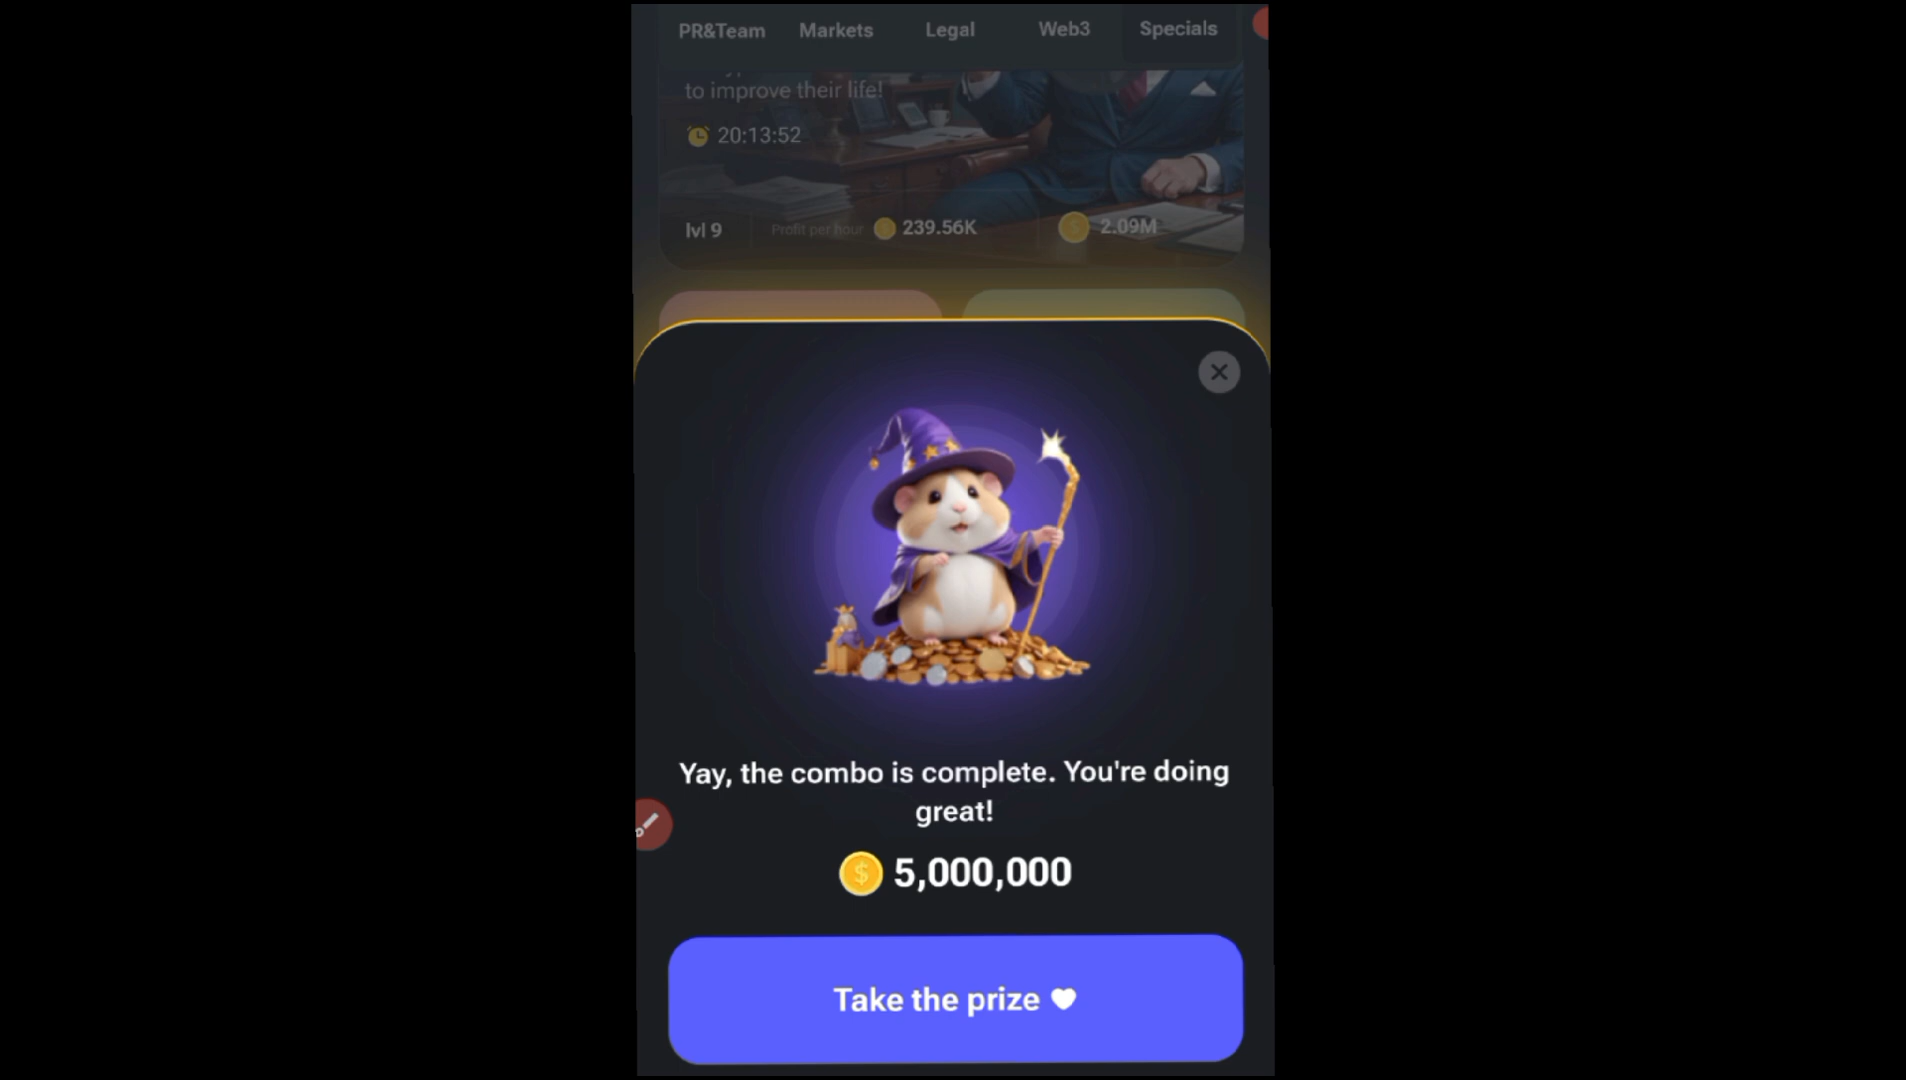 PR&Team Markets Legal Web3 Specials
to improve their life!
20:13:52
lvl 9 Profit per hour 239.56K 2.09M
Yay, the combo is complete. You're doing
great!
5,000,000
Take the prize